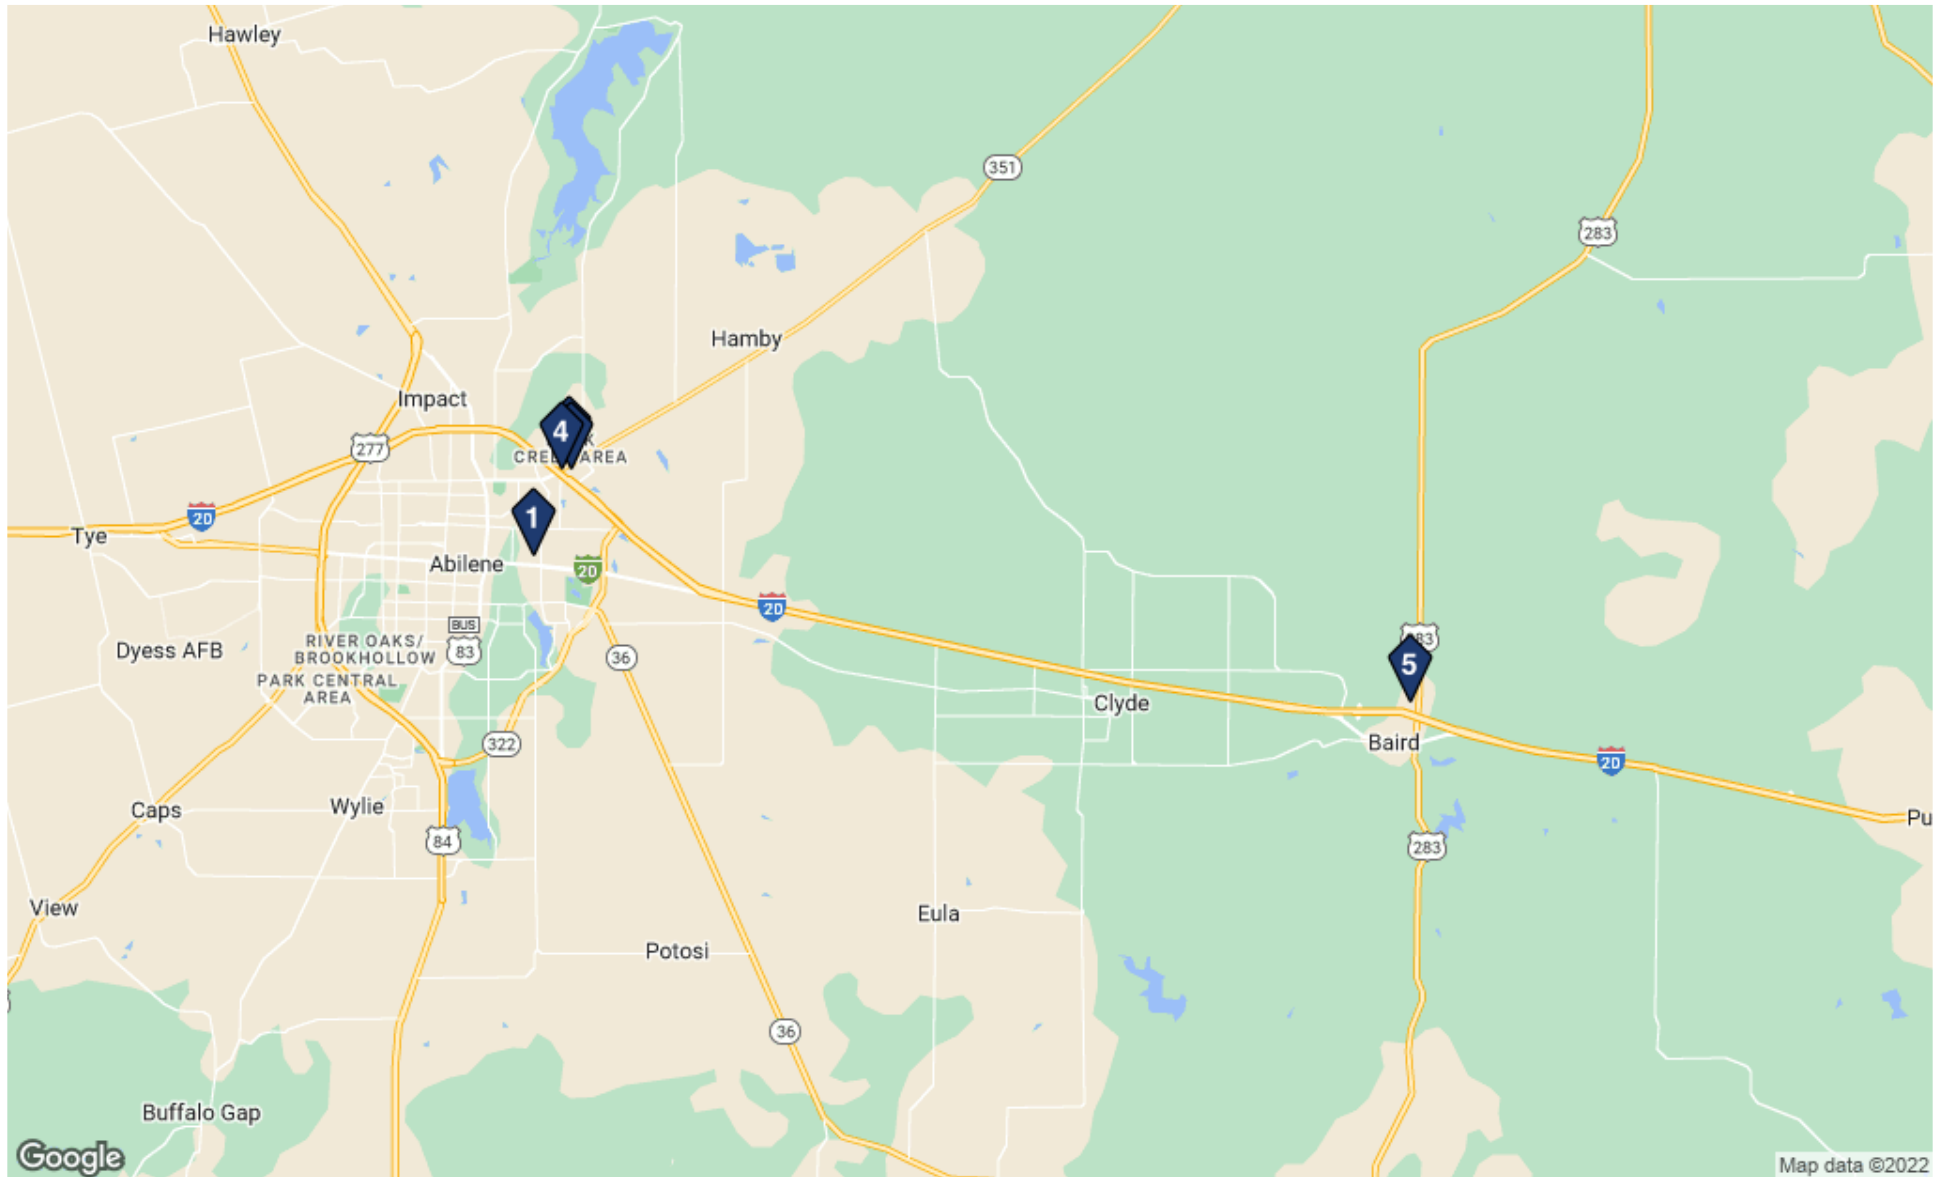 Hawley
351
283
Hamby
Impact
277
4
CREEK AREA
1
20
Tye
Abilene
20
20
BUS
83
RIVER OAKS/
BROOKHOLLOW
Dyess AFB
36
PARK CENTRAL
AREA
5
Clyde
322
Baird
20
Caps
Wylie
84
283
View
Eula
Potosi
36
Buffalo Gap
Google
Map data ©2022